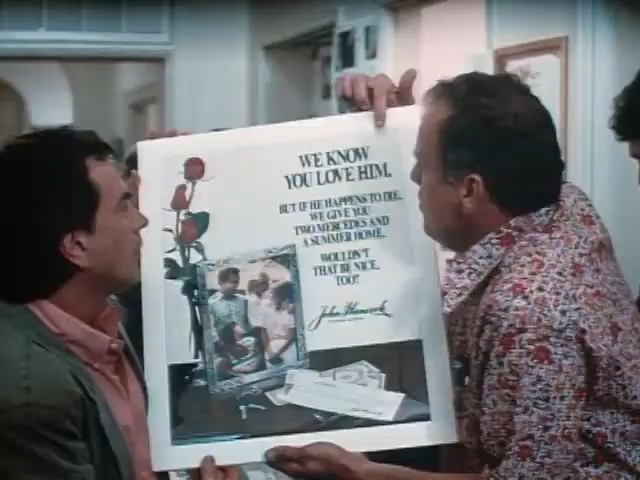 WE KNOW
YOU LOVE HIM.
BUT IF HE HAPPENS TO DIE,
WE GIVE YOU
TWO MERCEDES AND
A SUMMER HOME.
WOULDN'T
THAT BE NICE,
TOO?
John Hancock